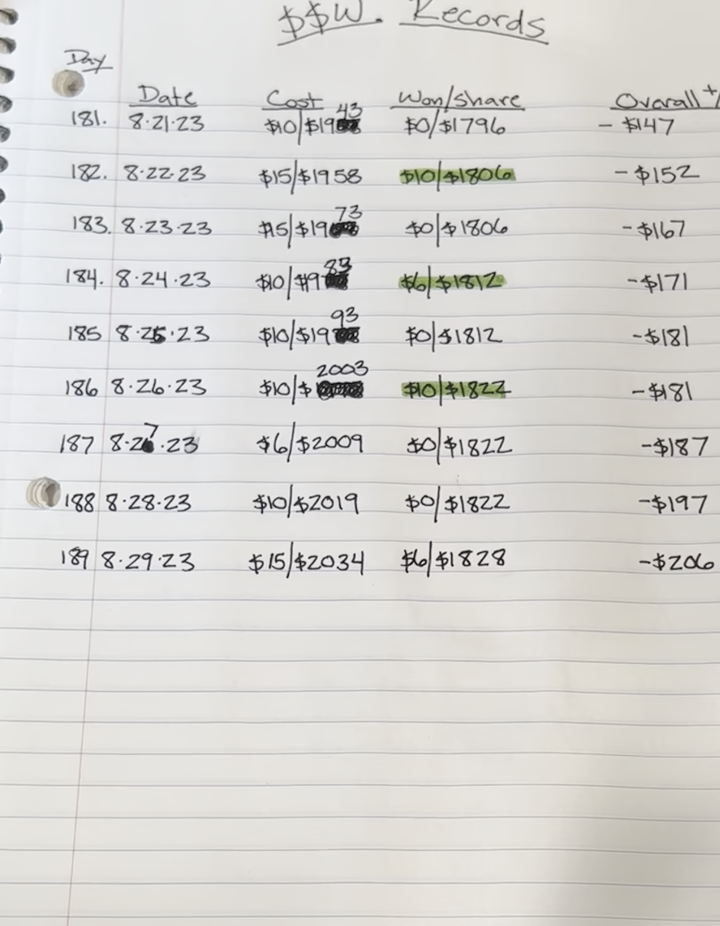 $$W. Records
Day
Date Cost Won/Share Overall +/
181. 8·21·23 $10/$1943 $0/$1796 - $147
182. 8·22·23 $15/$1958 $10/$1806 - $152
183. 8·23·23 $15/$1973 $0/$1806 -$167
184. 8·24·23 $10/$1983 $6/$1812 -$171
185 8·25·23 $10/$1993 $0/$1812 -$181
186 8·26·23 $10/$2003 $10/$1822 -$181
187 8·27·23 $6/$2009 $0/$1822 -$187
188 8·28·23 $10/$2019 $0/$1822 -$197
189 8·29·23 $15/$2034 $6/$1828 -$206